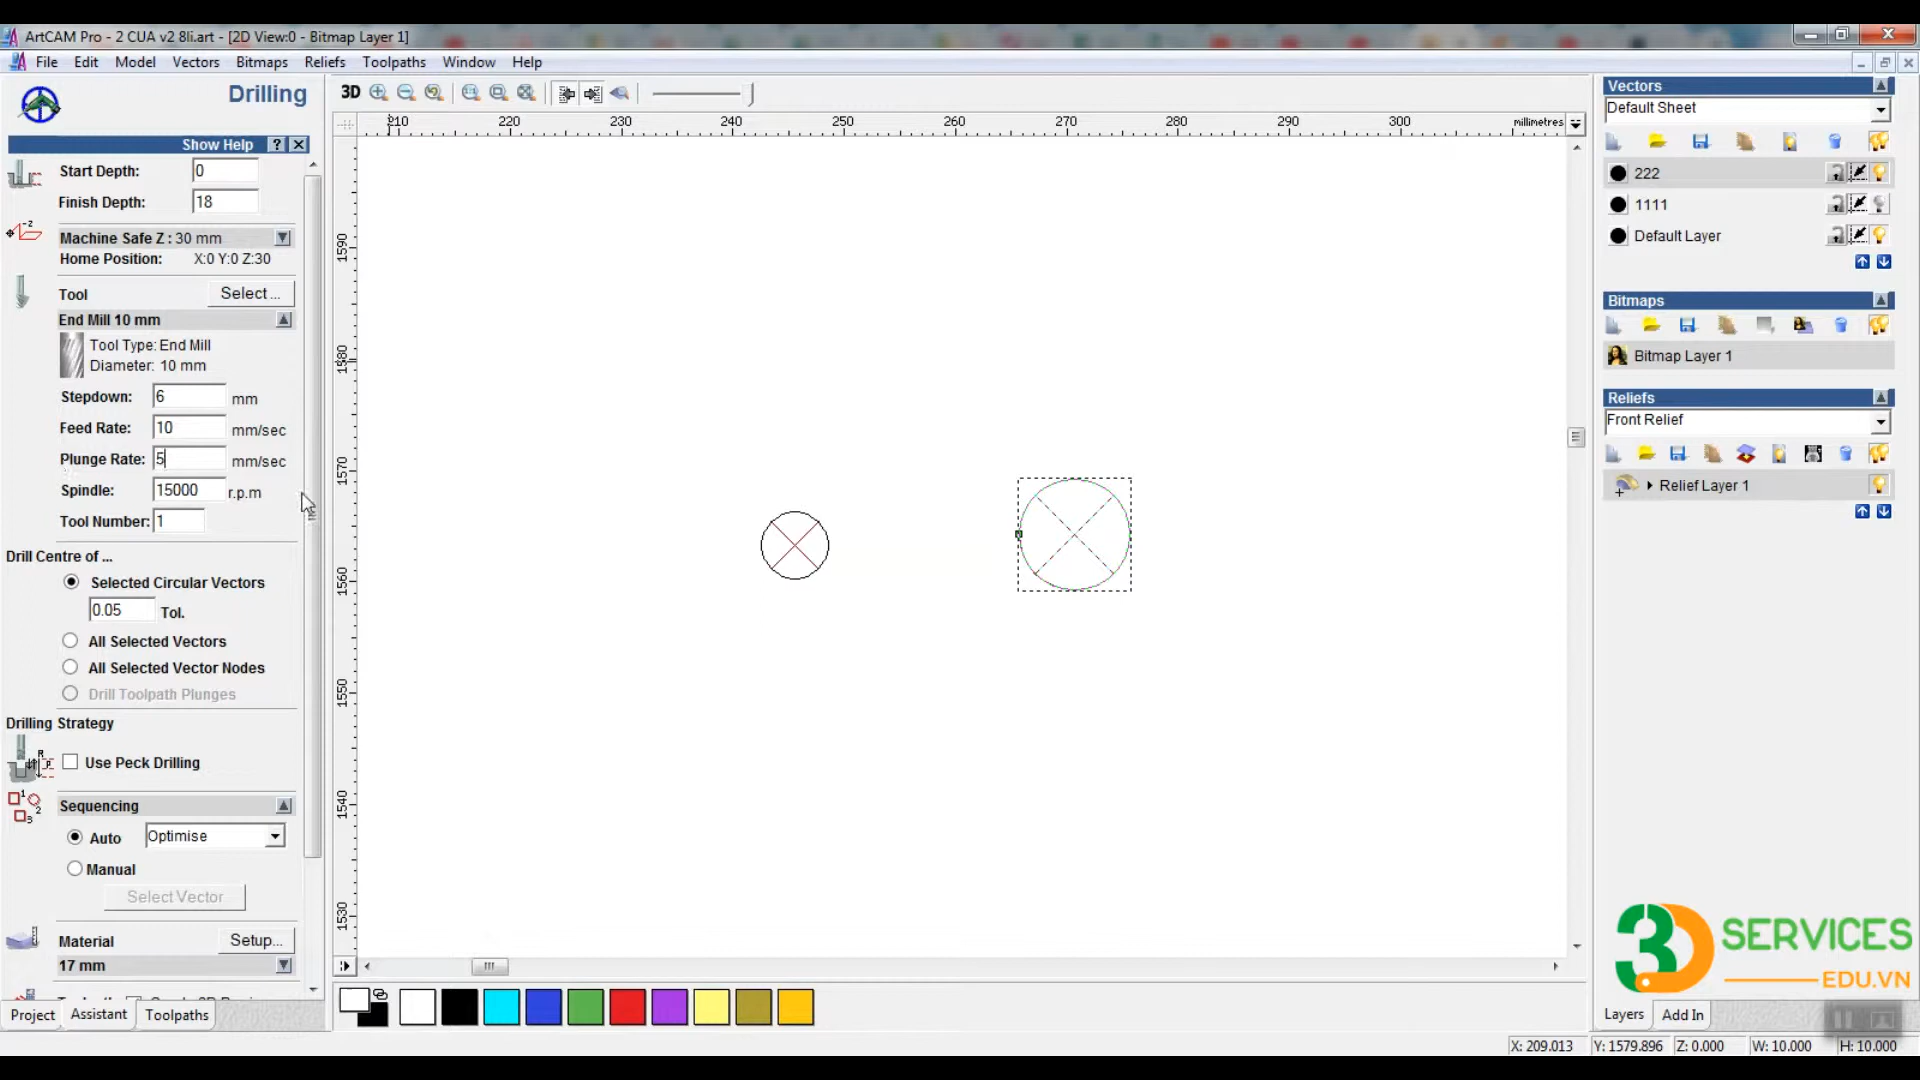 ArtCAM Pro - 2 CUA v2 8li.art - [2D View:0 - Bitmap Layer 1]
File Edit Model Vectors Bitmaps Reliefs Toolpaths Window Help
Drilling
Show Help ?
Start Depth: 0
Finish Depth: 18
Machine Safe Z : 30 mm
Home Position: X:0 Y:0 Z:30
Tool Select ...
End Mill 10 mm
Tool Type: End Mill
Diameter: 10 mm
Stepdown: 6 mm
Feed Rate: 10 mm/sec
Plunge Rate: 5 mm/sec
Spindle: 15000 r.p.m
Tool Number: 1
Drill Centre of ...
Selected Circular Vectors
0.05 Tol.
All Selected Vectors
All Selected Vector Nodes
Drill Toolpath Plunges
Drilling Strategy
Use Peck Drilling
Sequencing
Auto Optimise
Manual
Select Vector
Material Setup...
17 mm
Project Assistant Toolpaths
3D
210 220 230 240 250 260 270 280 290 300 millimetres
1590
1580
1570
1560
1550
1540
1530
Vectors
Default Sheet
222
1111
Default Layer
Bitmaps
Bitmap Layer 1
Reliefs
Front Relief
Relief Layer 1
3D SERVICES
EDU.VN
Layers Add In
X: 209.013 Y: 1579.896 Z: 0.000 W: 10.000 H: 10.000